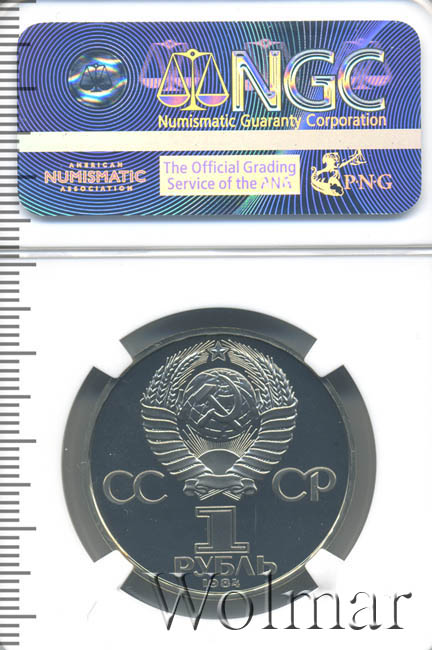 NGC
Numismatic Guaranty Corporation
AMERICAN
NUMISMATIC
ASSOCIATION
The Official Grading
Service of the ANA
P·N·G
СС СР
1
РУБЛЬ
1984
Wolmar